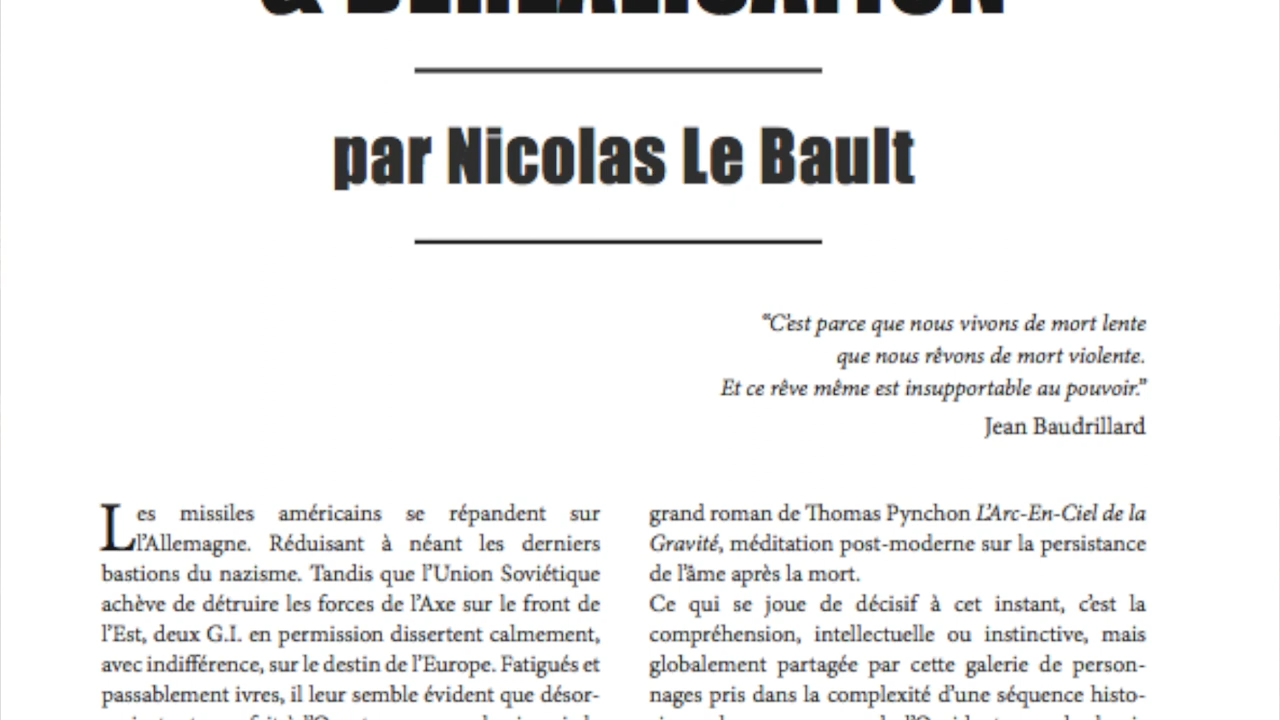 & DÉRÉALISATION
par Nicolas Le Bault
“C’est parce que nous vivons de mort lente
que nous rêvons de mort violente.
Et ce rêve même est insupportable au pouvoir.”
Jean Baudrillard
Les missiles américains se répandent sur
l’Allemagne. Réduisant à néant les derniers
bastions du nazisme. Tandis que l’Union Soviétique
achève de détruire les forces de l’Axe sur le front de
l’Est, deux G.I. en permission dissertent calmement,
avec indifférence, sur le destin de l’Europe. Fatigués et
passablement ivres, il leur semble évident que désor-
grand roman de Thomas Pynchon L’Arc-En-Ciel de la
Gravité, méditation post-moderne sur la persistance
de l’âme après la mort.
Ce qui se joue de décisif à cet instant, c’est la
compréhension, intellectuelle ou instinctive, mais
globalement partagée par cette galerie de person-
nages pris dans la complexité d’une séquence histo-